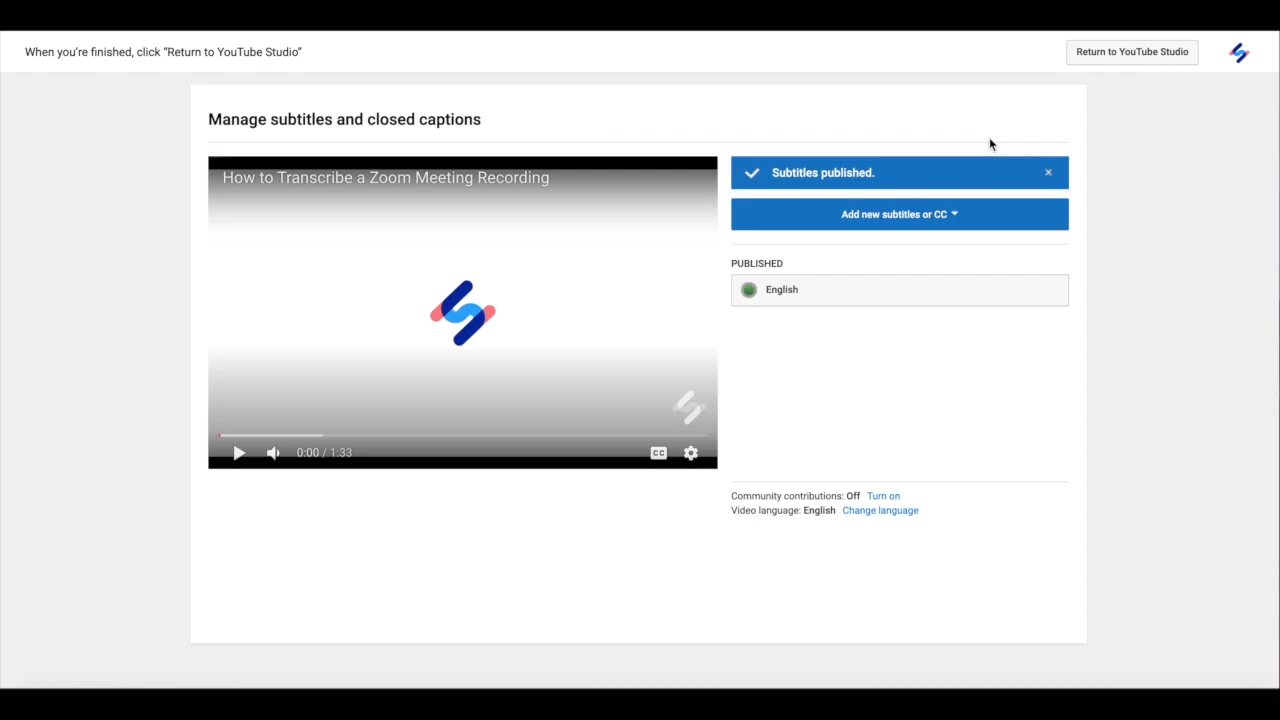 When you're finished, click “Return to YouTube Studio”
Return to YouTube Studio
Manage subtitles and closed captions
How to Transcribe a Zoom Meeting Recording
Subtitles published.
×
Add new subtitles or CC
PUBLISHED
English
0:00 / 1:33
CC
Community contributions: Off Turn on
Video language: English Change language